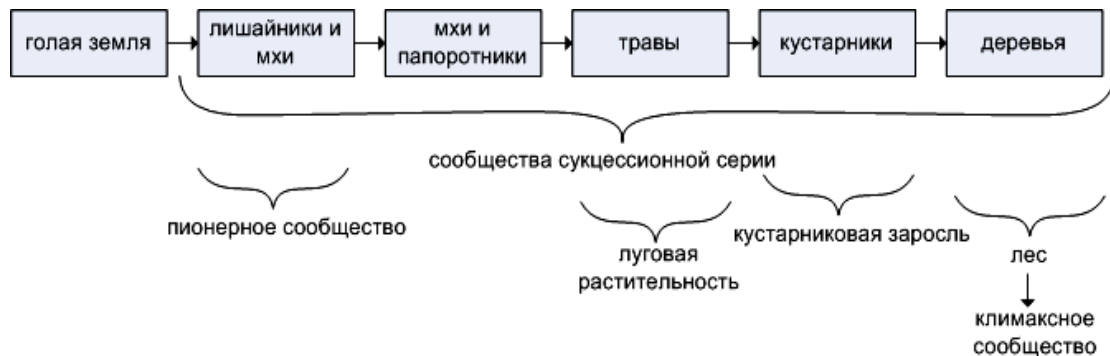 голая земля
лишайники и
мхи
мхи и
папоротники
травы
кустарники
деревья
сообщества сукцессионной серии
пионерное сообщество
луговая
растительность
кустарниковая заросль
лес
климаксное
сообщество